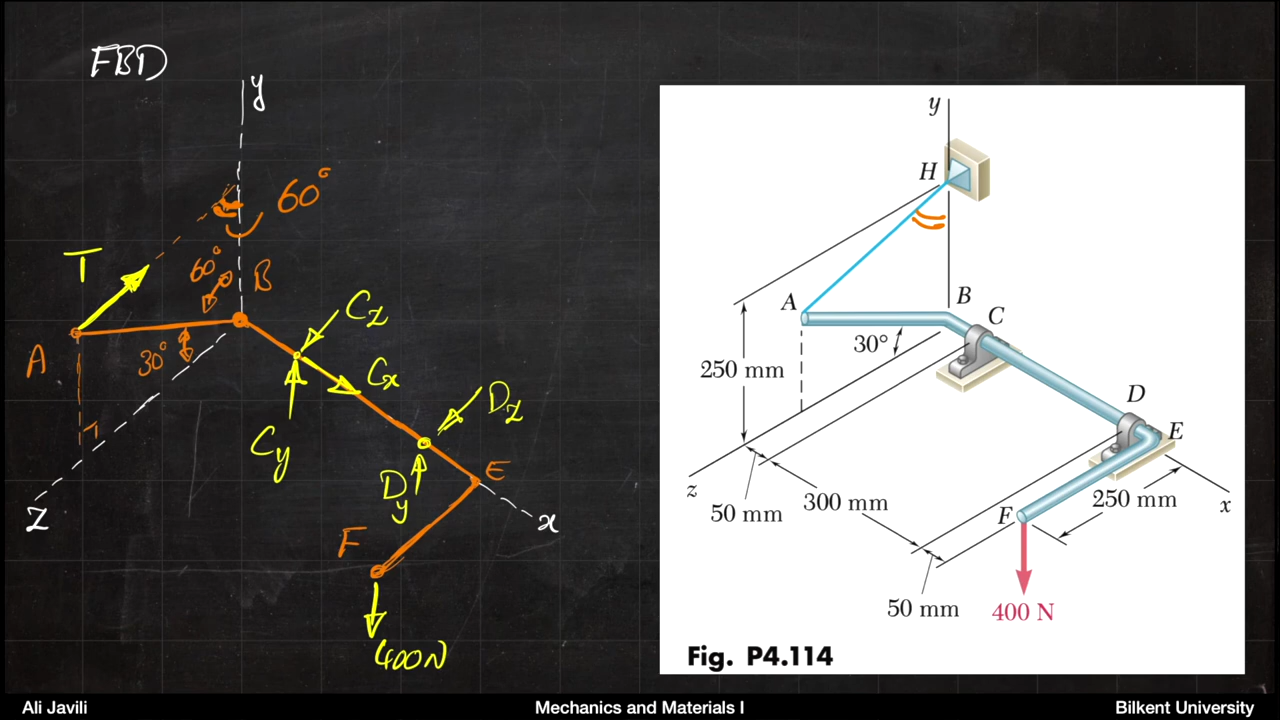 FBD
y
60°
T
60°
B
A
30°
Cz
Cx
Cy
Dz
Dy
E
F
z
x
400N
y
H
A
B
C
30°
250 mm
D
E
z
50 mm
300 mm
F
250 mm
x
50 mm
400 N
Fig. P4.114
Ali Javili
Mechanics and Materials I
Bilkent University